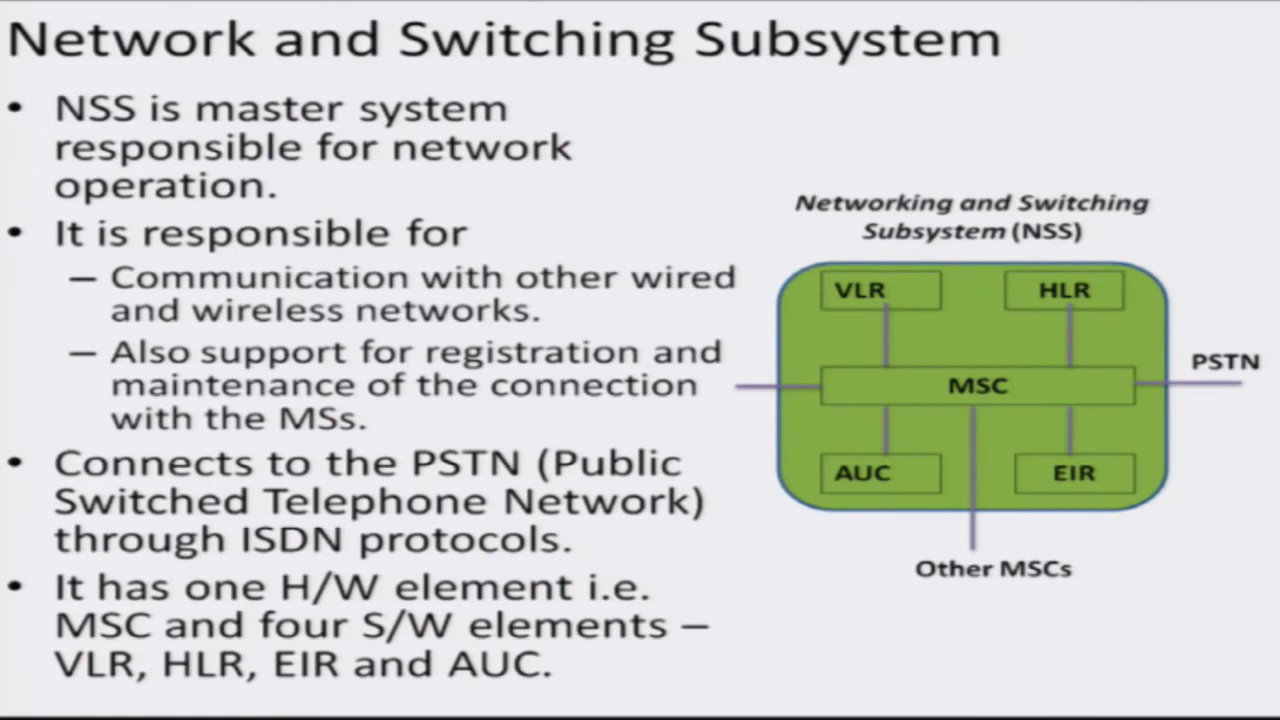 Network and Switching Subsystem
• NSS is master system
responsible for network
operation.
• It is responsible for
– Communication with other wired
and wireless networks.
– Also support for registration and
maintenance of the connection
with the MSs.
• Connects to the PSTN (Public
Switched Telephone Network)
through ISDN protocols.
• It has one H/W element i.e.
MSC and four S/W elements –
VLR, HLR, EIR and AUC.
Networking and Switching
Subsystem (NSS)
VLR
HLR
MSC
PSTN
AUC
EIR
Other MSCs